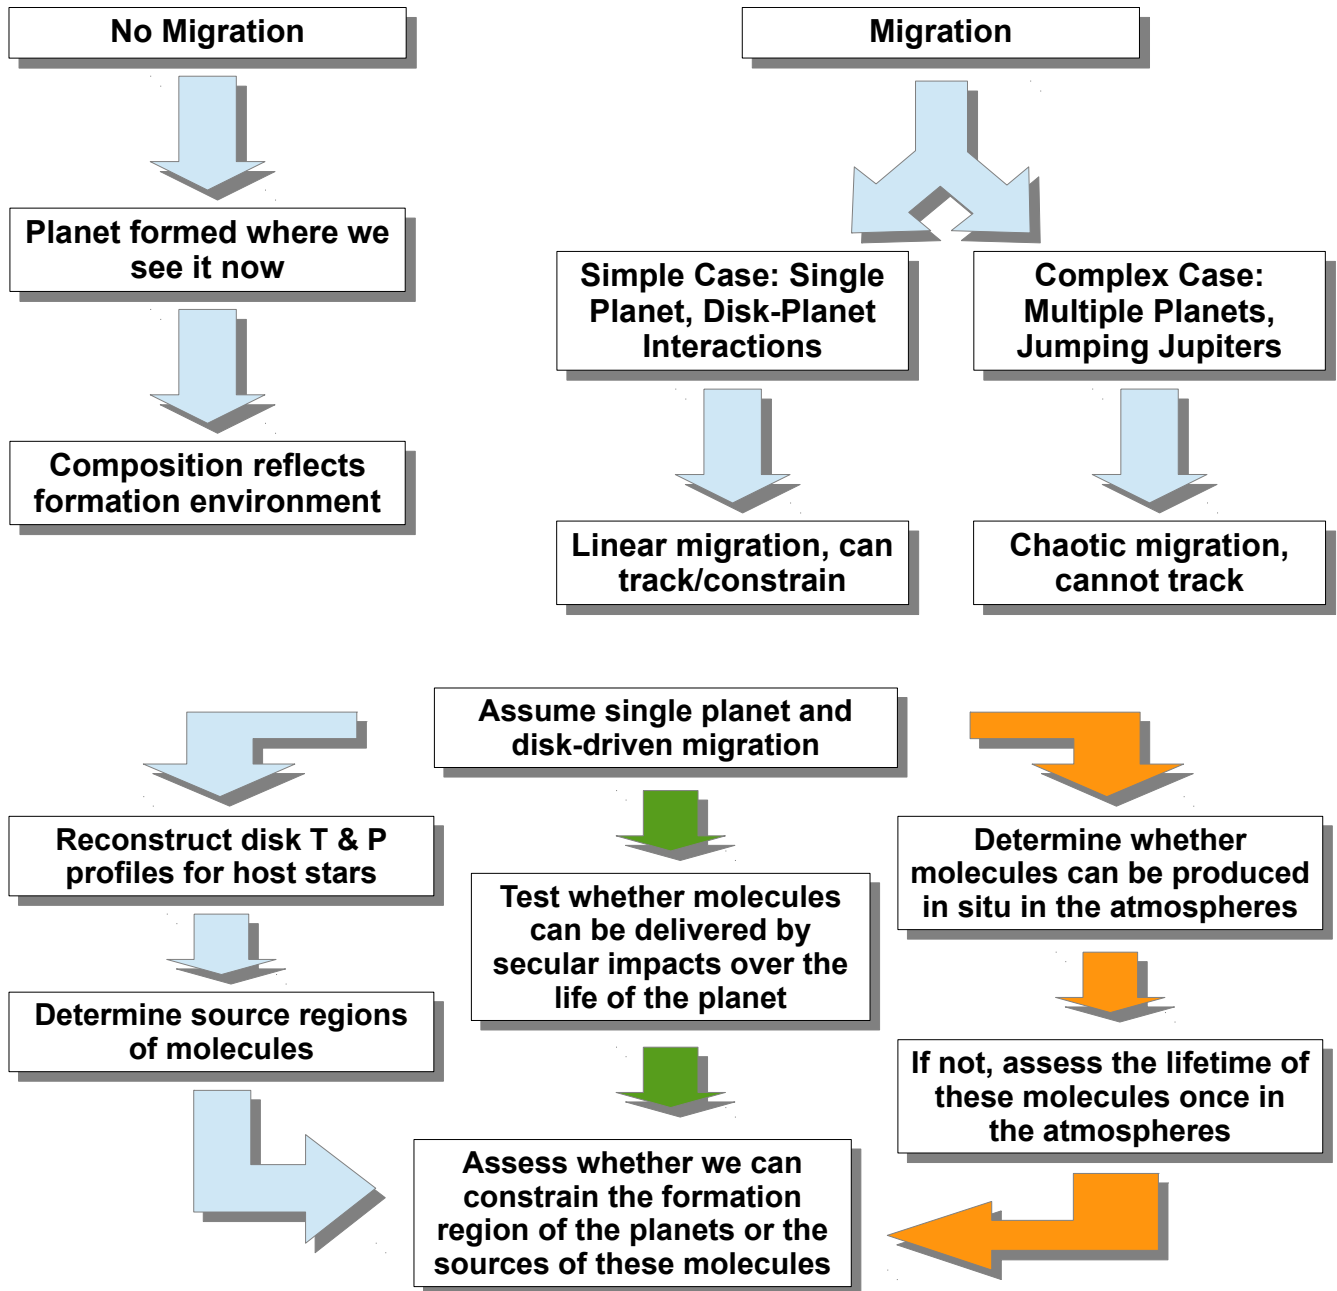 No Migration
Migration
Planet formed where we
see it now
Simple Case: Single
Planet, Disk-Planet
Interactions
Complex Case:
Multiple Planets,
Jumping Jupiters
Composition reflects
formation environment
Linear migration, can
track/constrain
Chaotic migration,
cannot track
Assume single planet and
disk-driven migration
Reconstruct disk T & P
profiles for host stars
Determine source regions
of molecules
Test whether molecules
can be delivered by
secular impacts over the
life of the planet
Determine whether
molecules can be produced
in situ in the atmospheres
If not, assess the lifetime of
these molecules once in
the atmospheres
Assess whether we can
constrain the formation
region of the planets or the
sources of these molecules